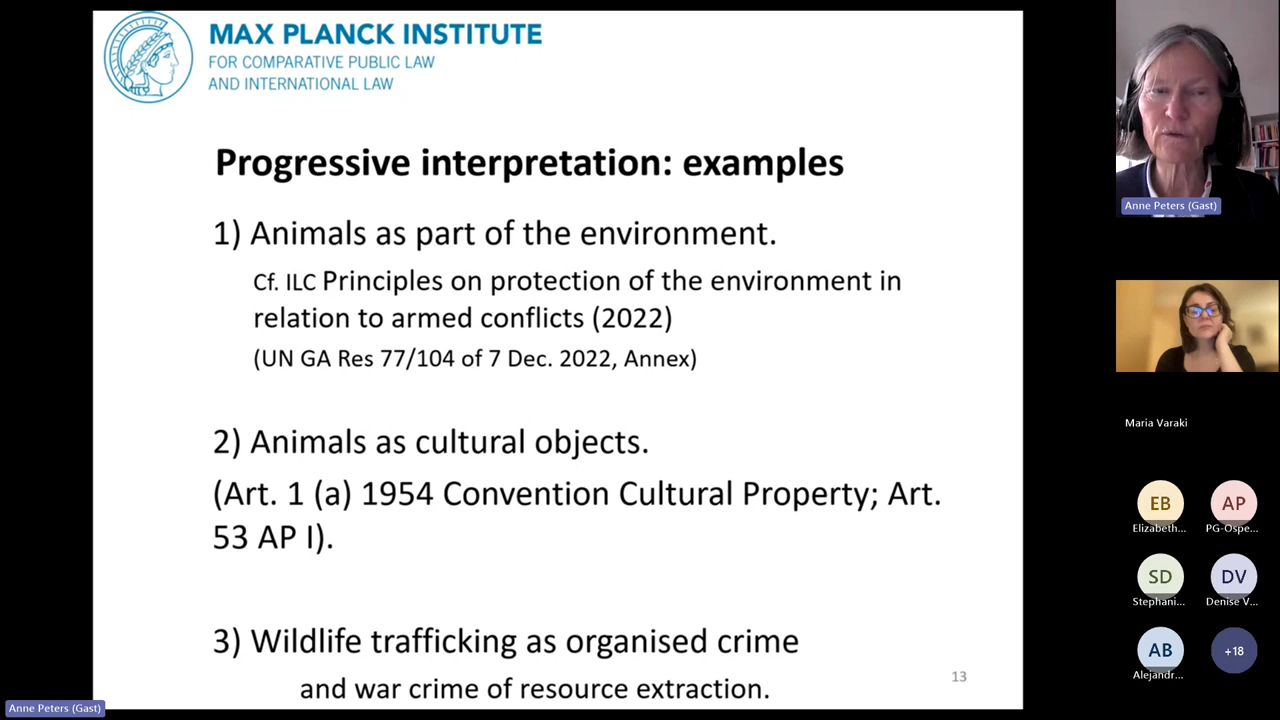 MAX PLANCK INSTITUTE
FOR COMPARATIVE PUBLIC LAW
AND INTERNATIONAL LAW
Progressive interpretation: examples
1) Animals as part of the environment.
Cf. ILC Principles on protection of the environment in
relation to armed conflicts (2022)
(UN GA Res 77/104 of 7 Dec. 2022, Annex)
2) Animals as cultural objects.
(Art. 1 (a) 1954 Convention Cultural Property; Art.
53 AP I).
3) Wildlife trafficking as organised crime
and war crime of resource extraction.
13
Anne Peters (Gast)
Anne Peters (Gast)
Maria Varaki
EB
Elizabeth...
AP
PG-Ospe...
SD
Stephani...
DV
Denise V...
AB
Alejandr...
+18